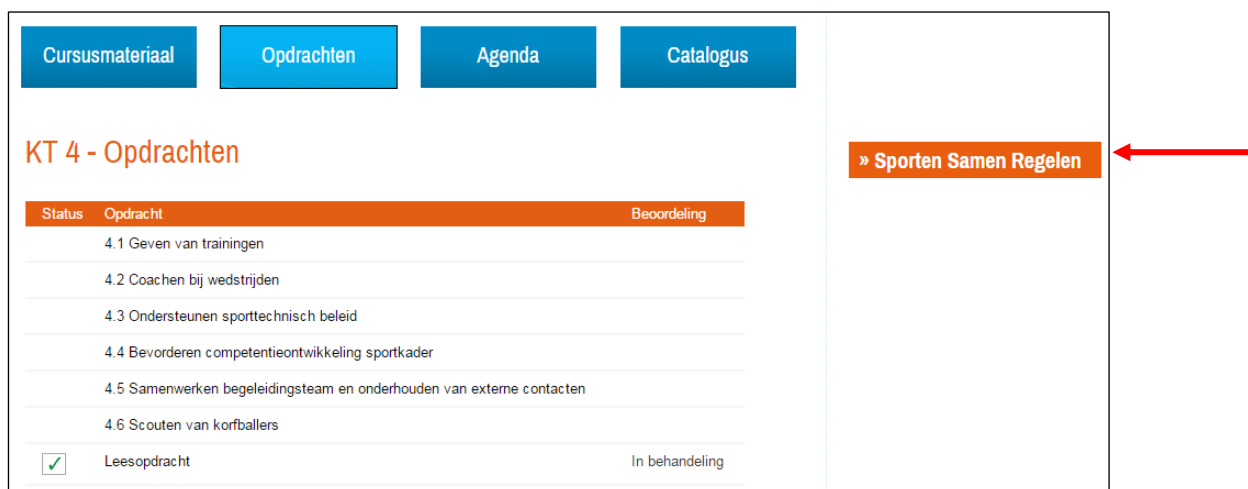 Cursusmateriaal Opdrachten Agenda Catalogus
KT 4 - Opdrachten
» Sporten Samen Regelen
Status Opdracht Beoordeling
4.1 Geven van trainingen
4.2 Coachen bij wedstrijden
4.3 Ondersteunen sporttechnisch beleid
4.4 Bevorderen competentieontwikkeling sportkader
4.5 Samenwerken begeleidingsteam en onderhouden van externe contacten
4.6 Scouten van korfballers
Leesopdracht In behandeling